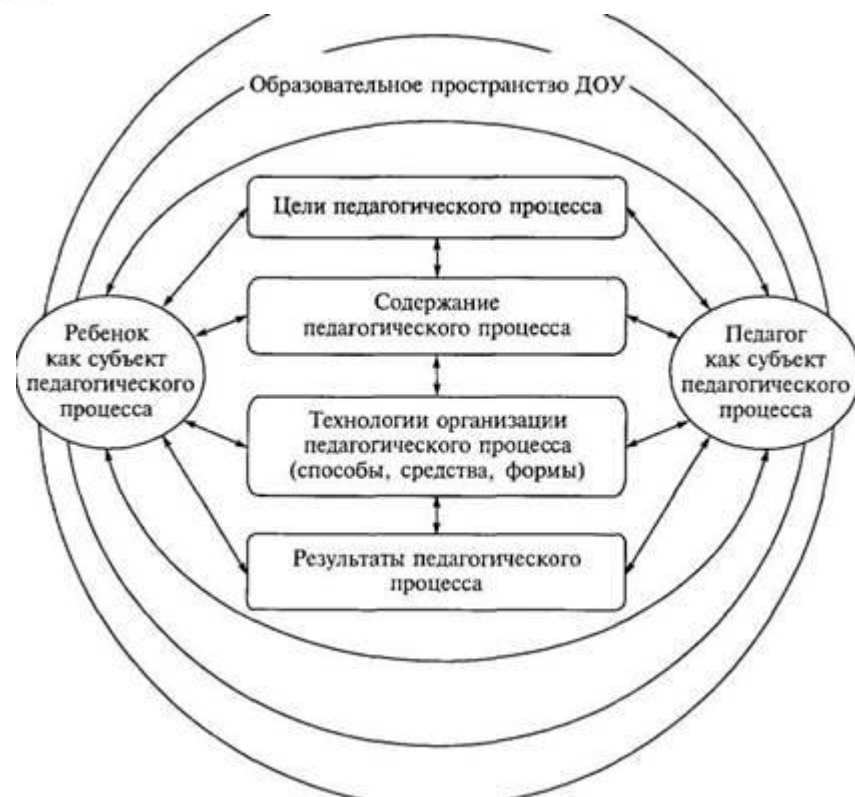 Образовательное пространство ДОУ
Цели педагогического процесса
Содержание
педагогического процесса
Ребенок
как субъект
педагогического
процесса
Педагог
как субъект
педагогического
процесса
Технологии организации
педагогического процесса
(способы, средства, формы)
Результаты педагогического
процесса